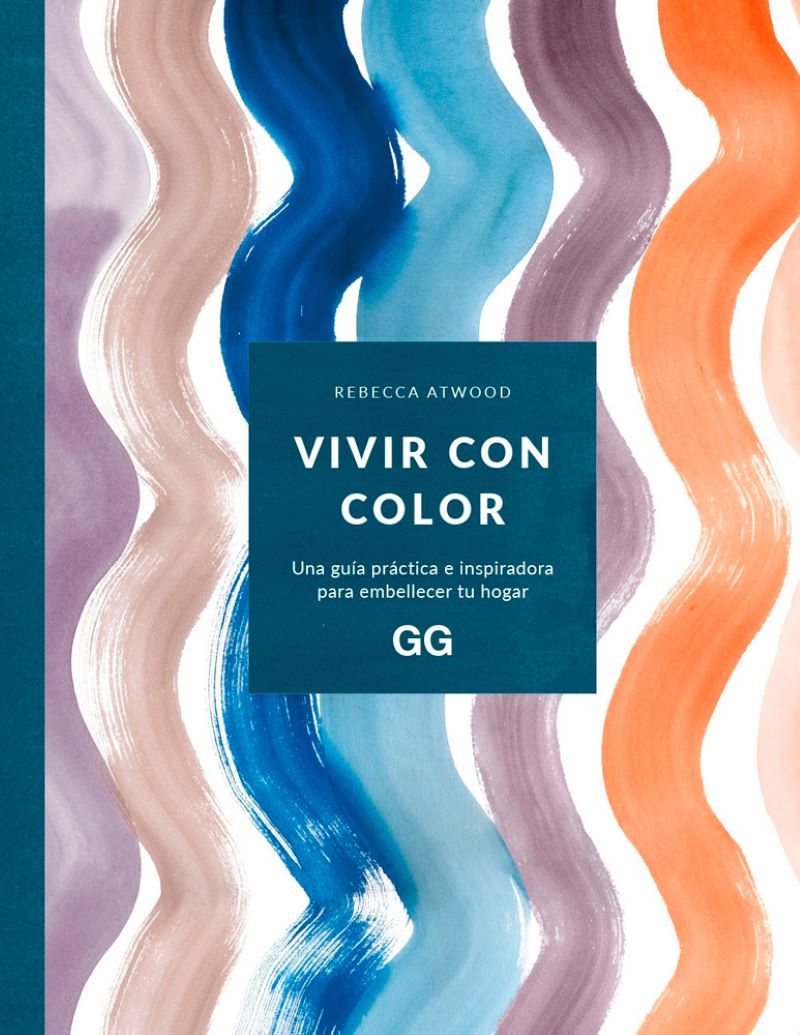 REBECCA ATWOOD
VIVIR CON
COLOR
Una guía práctica e inspiradora
para embellecer tu hogar
GG